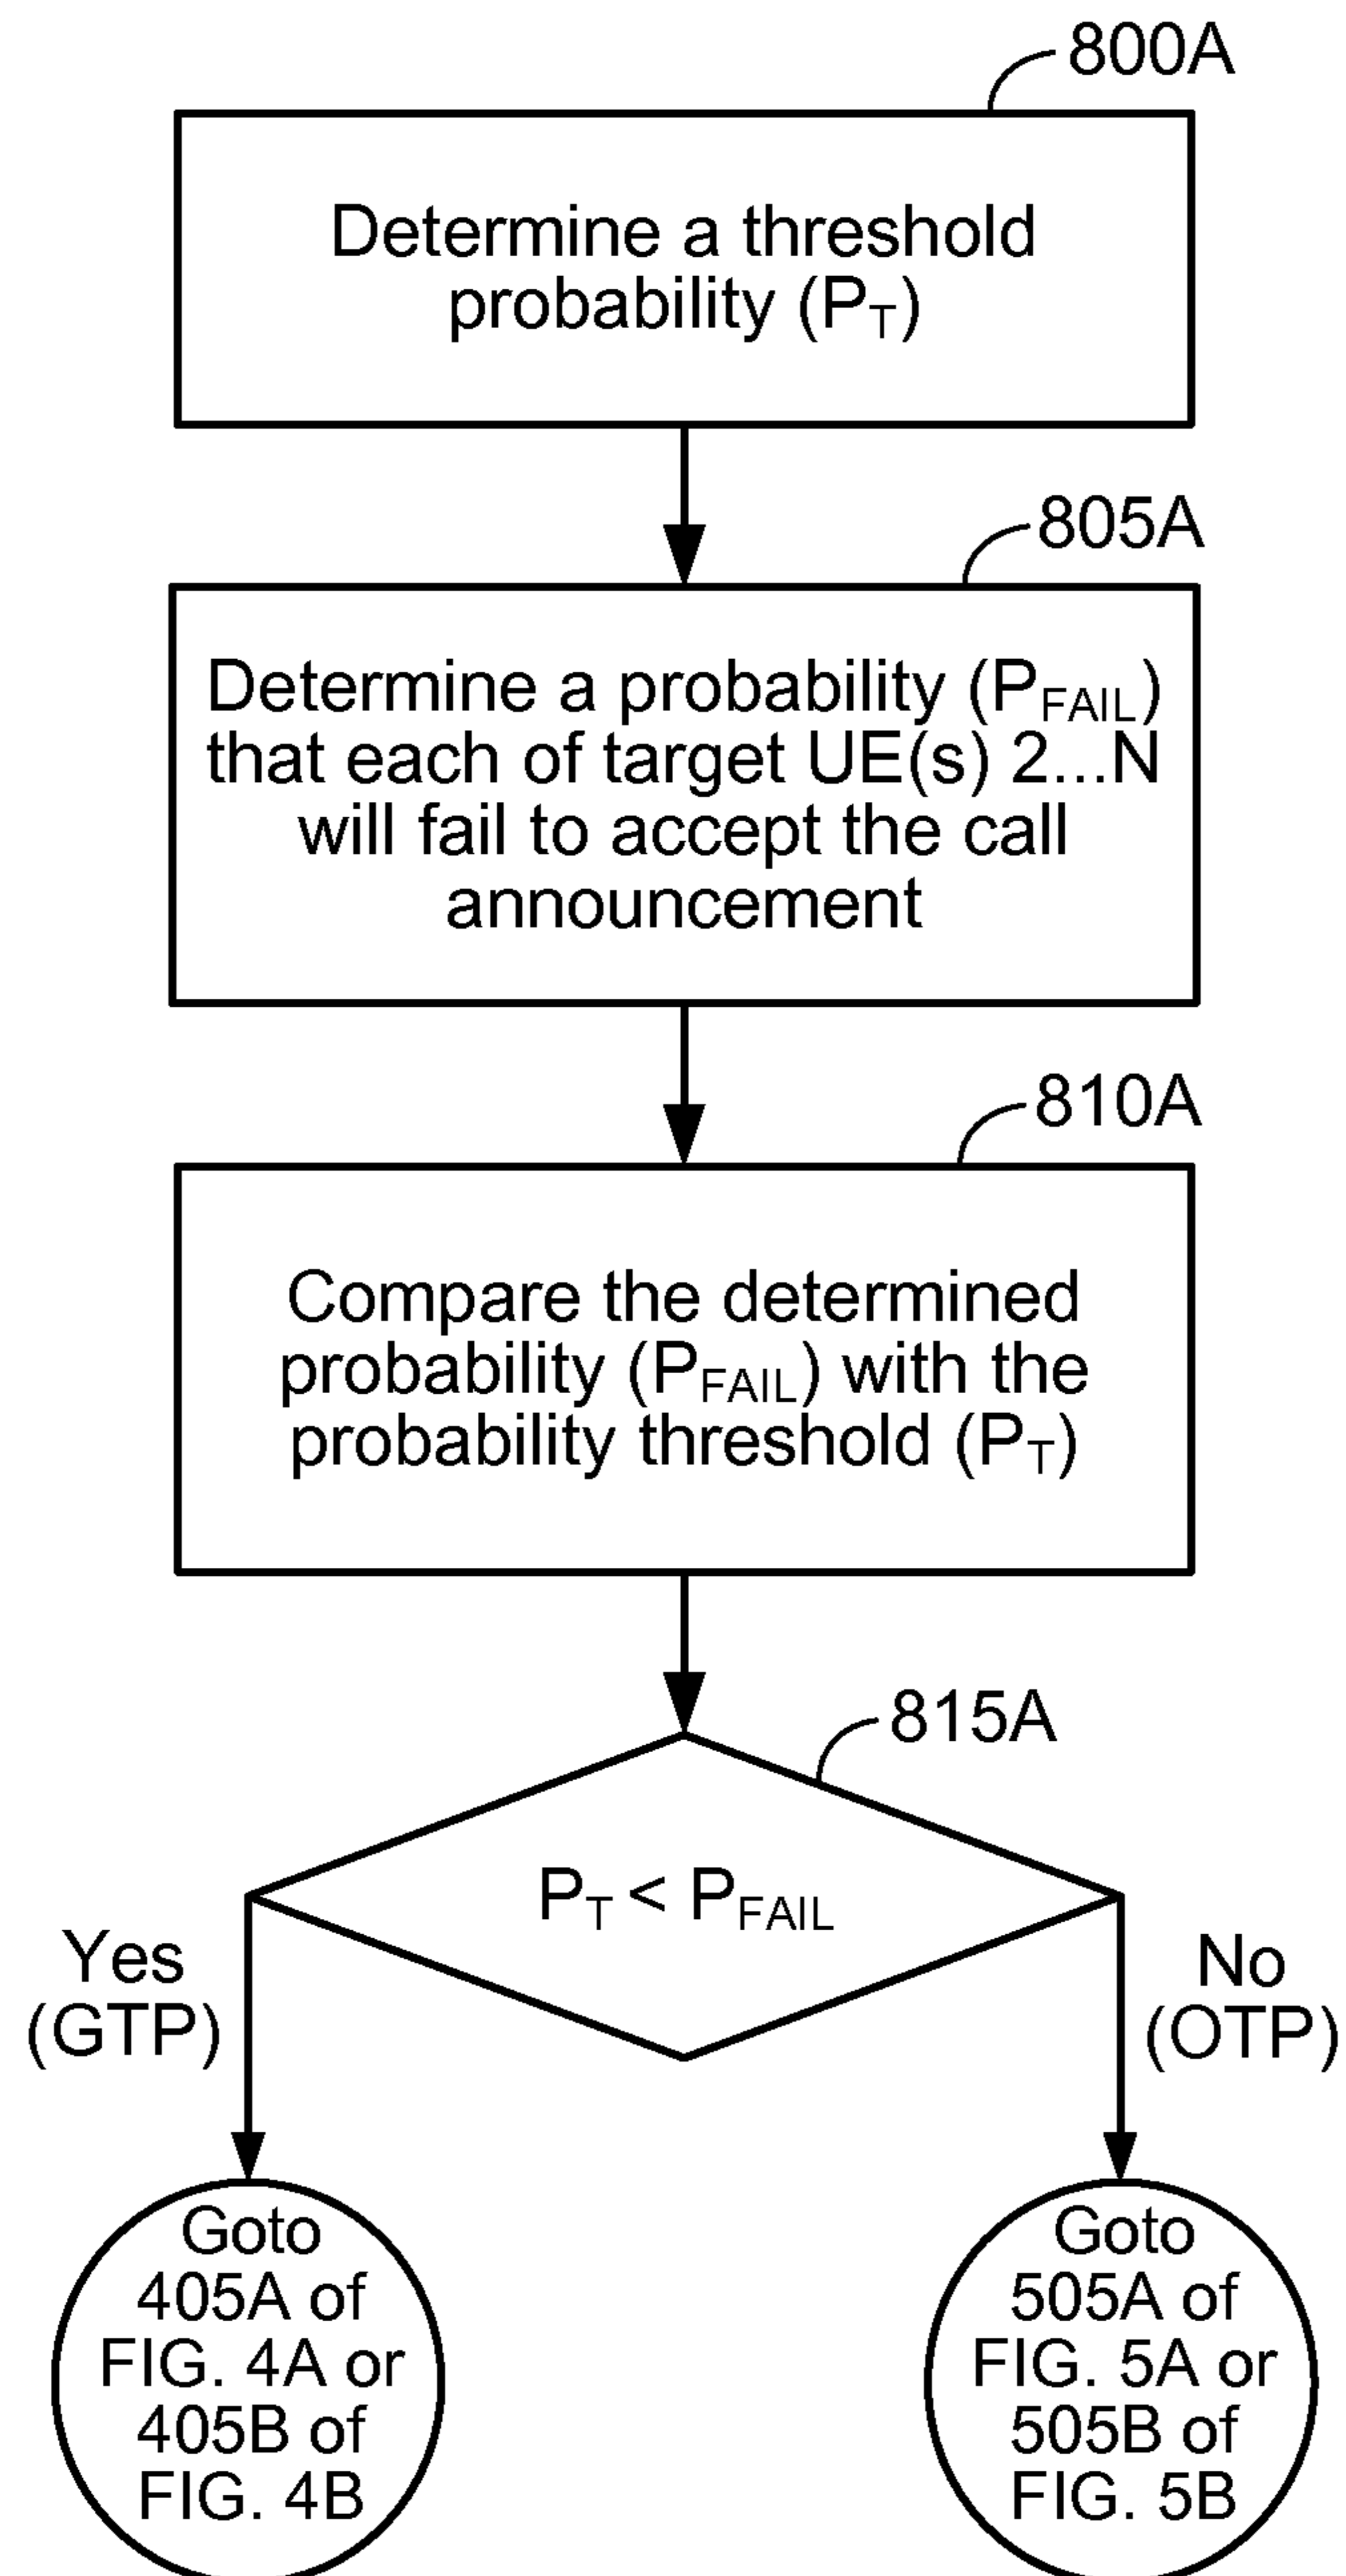 800A
Determine a threshold
probability (PT)
805A
Determine a probability (PFAIL)
that each of target UE(s) 2...N
will fail to accept the call
announcement
810A
Compare the determined
probability (PFAIL) with the
probability threshold (PT)
815A
PT < PFAIL
Yes
(GTP)
No
(OTP)
Goto
405A of
FIG. 4A or
405B of
FIG. 4B
Goto
505A of
FIG. 5A or
505B of
FIG. 5B